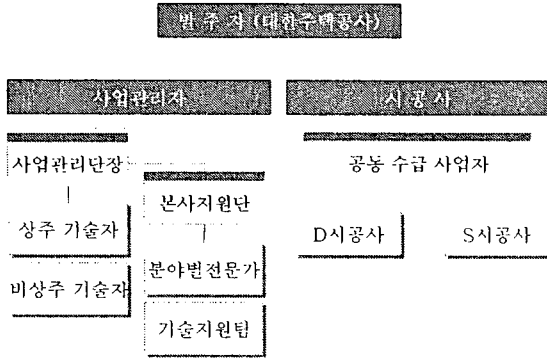 발 주 자 (대한주택공사)
사업관리자
시 공 사
사업관리단장
공동 수급 사업자
본사지원단
상주 기술자
D시공사
S시공사
비상주 기술자
분야별전문가
기술지원팀